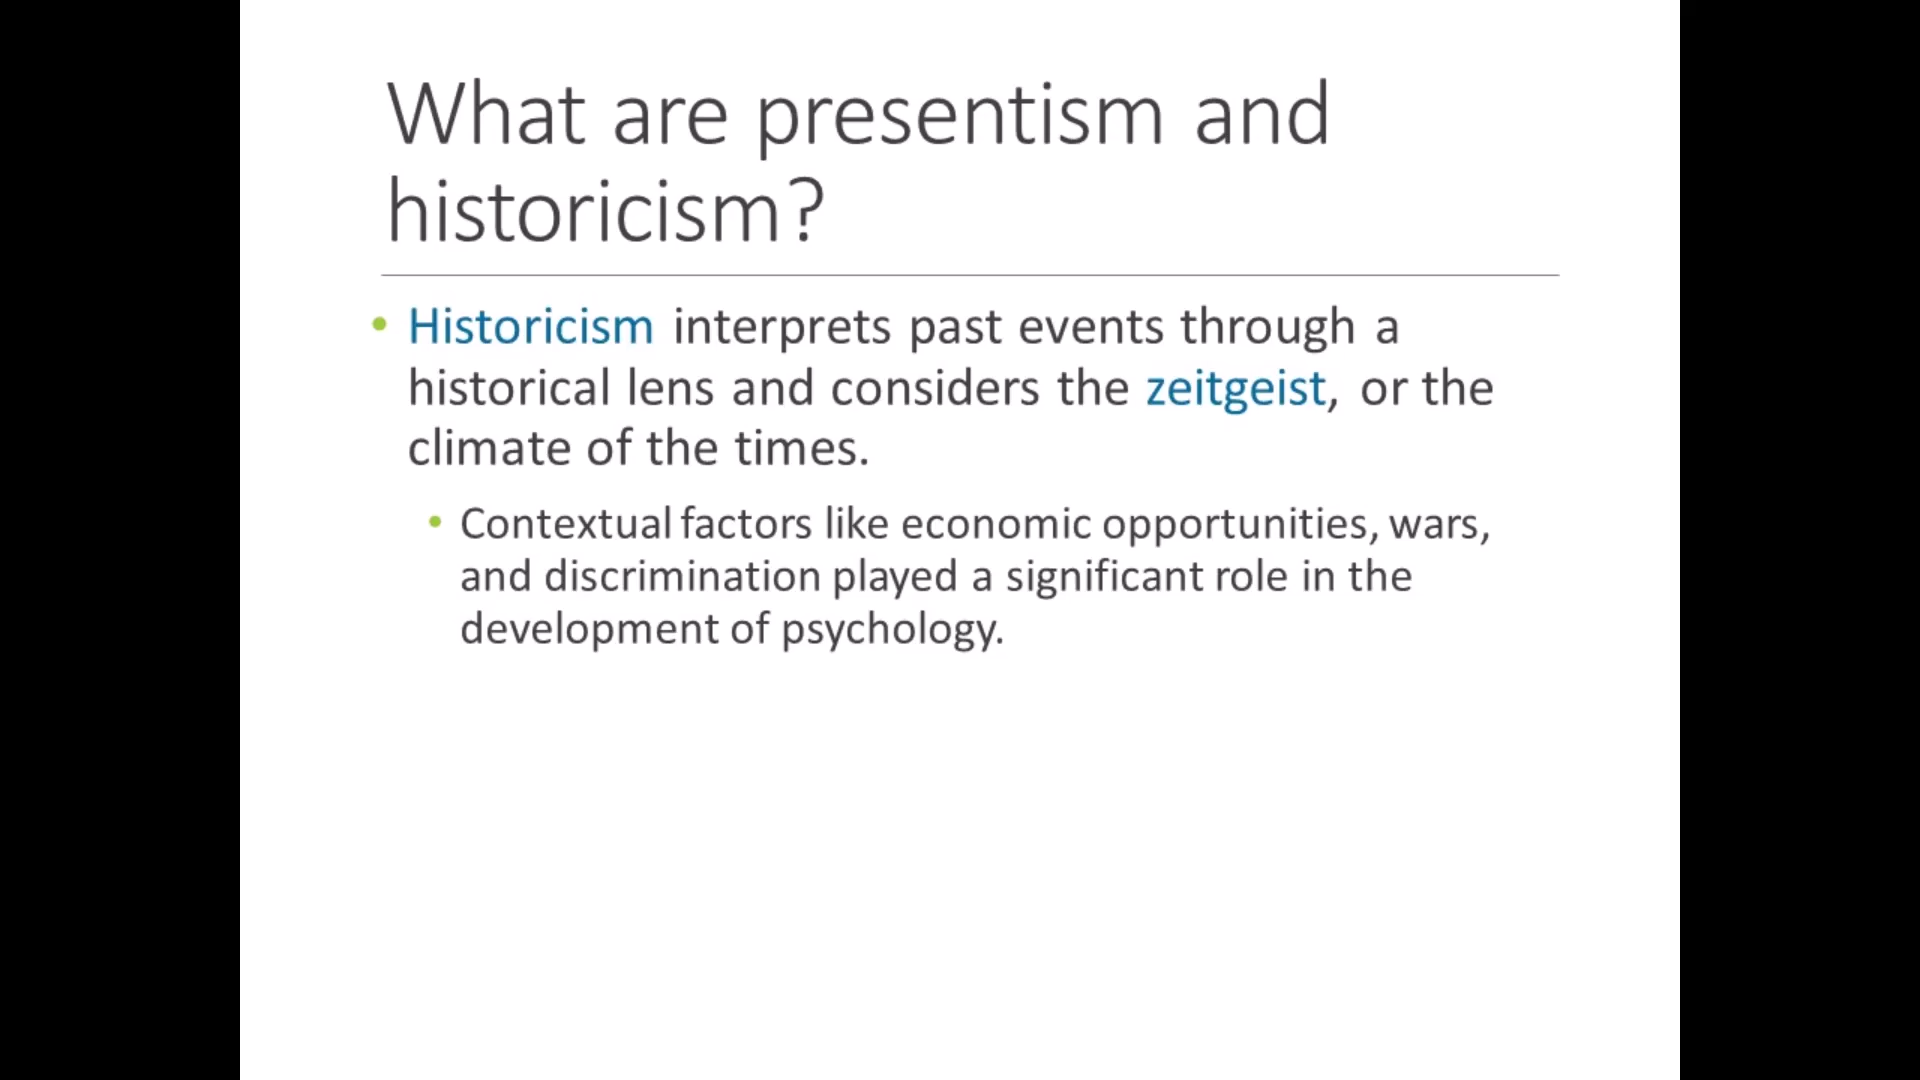 What are presentism and
historicism?
• Historicism interprets past events through a
historical lens and considers the zeitgeist, or the
climate of the times.
• Contextual factors like economic opportunities, wars,
and discrimination played a significant role in the
development of psychology.